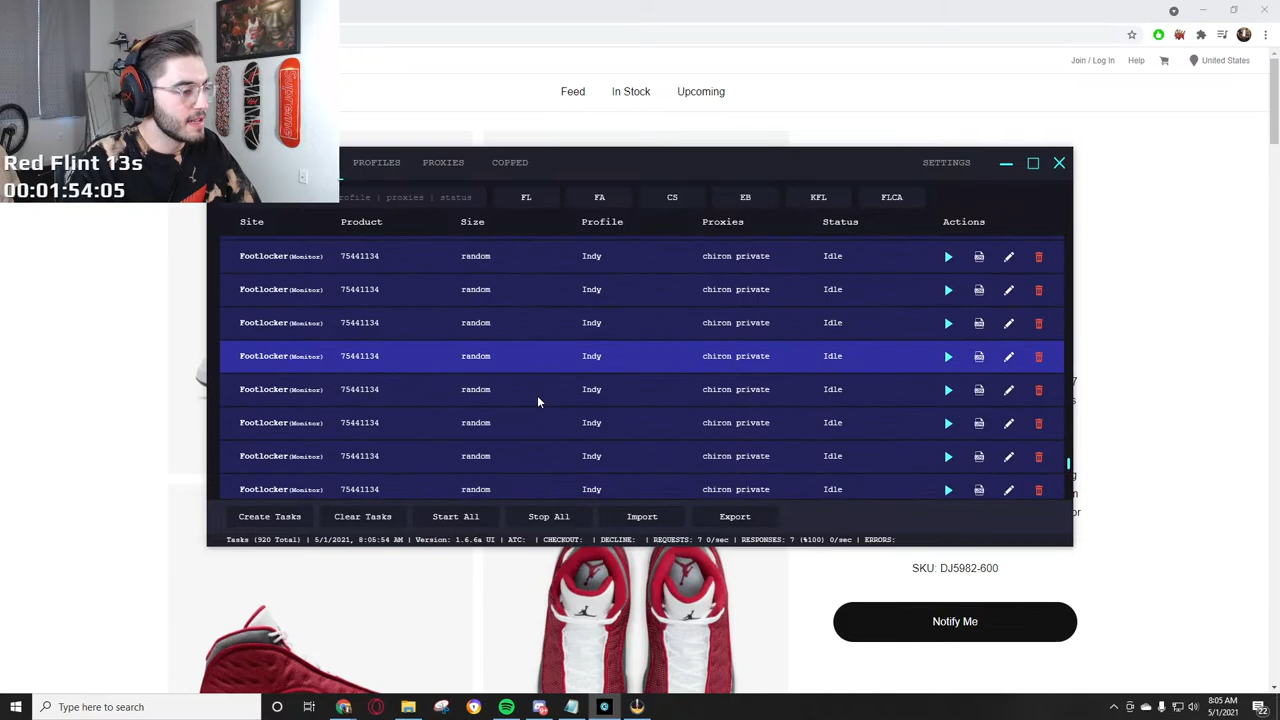 Join / Log In Help United States
Feed In Stock Upcoming
Red Flint 13s
00:01:54:05
PROFILES PROXIES COPPED SETTINGS
profile | proxies | status FL FA CS EB KFL FLCA
Site Product Size Profile Proxies Status Actions
Footlocker(Monitor) 75441134 random Indy chiron private Idle
Footlocker(Monitor) 75441134 random Indy chiron private Idle
Footlocker(Monitor) 75441134 random Indy chiron private Idle
Footlocker(Monitor) 75441134 random Indy chiron private Idle
Footlocker(Monitor) 75441134 random Indy chiron private Idle
Footlocker(Monitor) 75441134 random Indy chiron private Idle
Footlocker(Monitor) 75441134 random Indy chiron private Idle
Footlocker(Monitor) 75441134 random Indy chiron private Idle
Create Tasks Clear Tasks Start All Stop All Import Export
Tasks (920 Total) | 5/1/2021, 8:05:54 AM | Version: 1.6.6a UI | ATC: | CHECKOUT: | DECLINE: | REQUESTS: 7 0/sec | RESPONSES: 7 (%100) 0/sec | ERRORS:
SKU: DJ5982-600
Notify Me
Type here to search
8:05 AM
5/1/2021
22